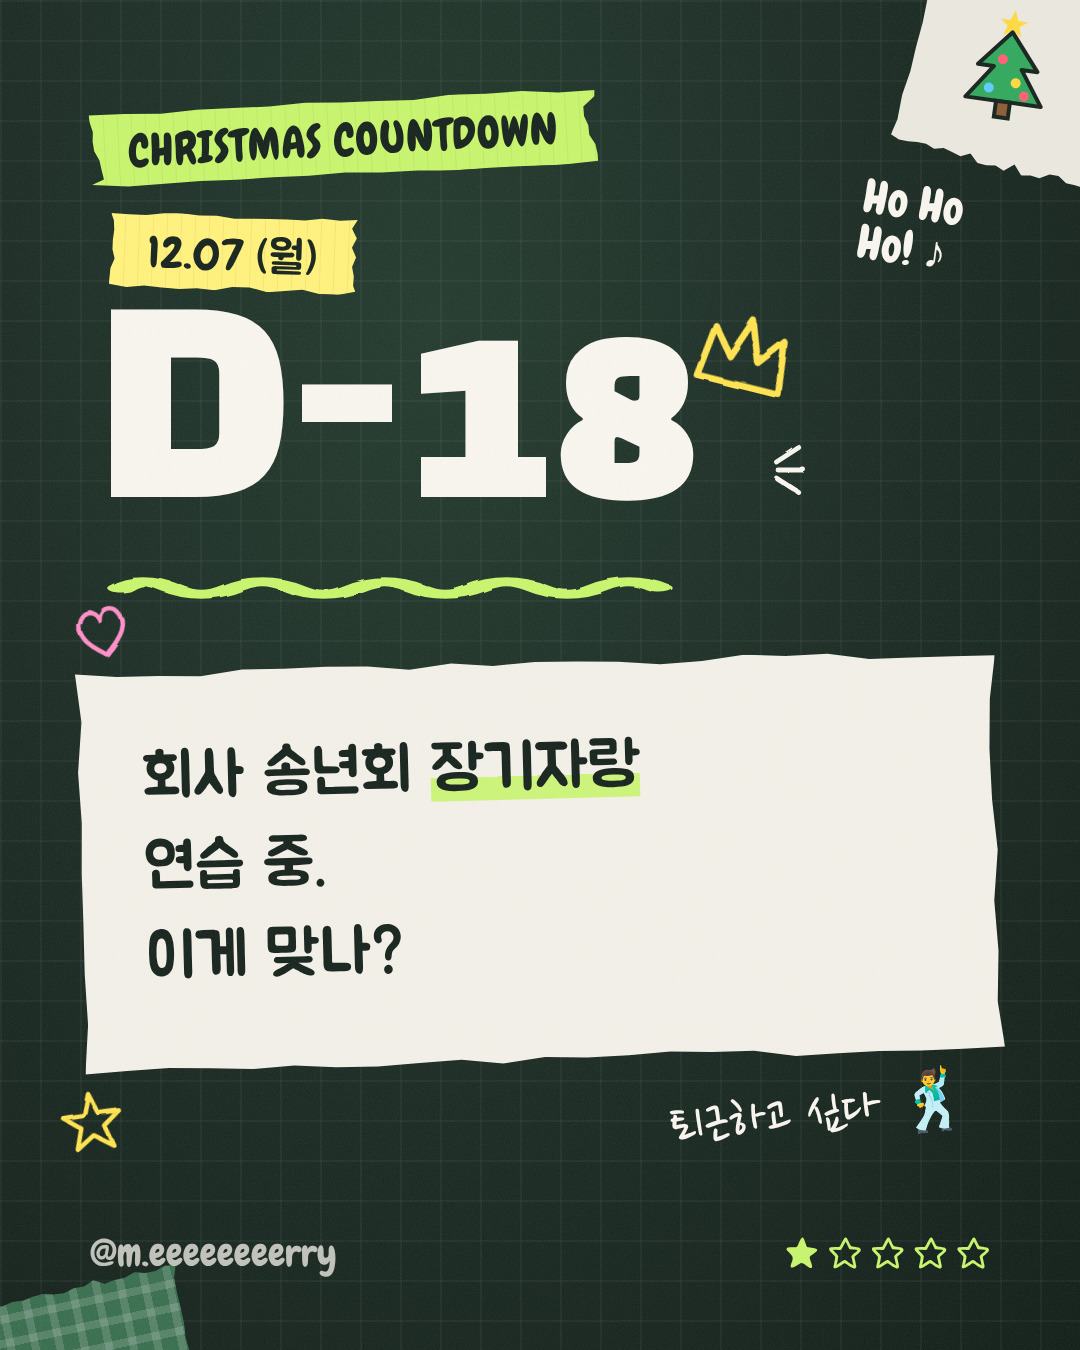 CHRISTMAS COUNTDOWN
Ho Ho
Ho! ♪
12.07 (월)
D-18
회사 송년회 장기자랑
연습 중.
이게 맞나?
퇴근하고 싶다
@m.eeeeeeeerry